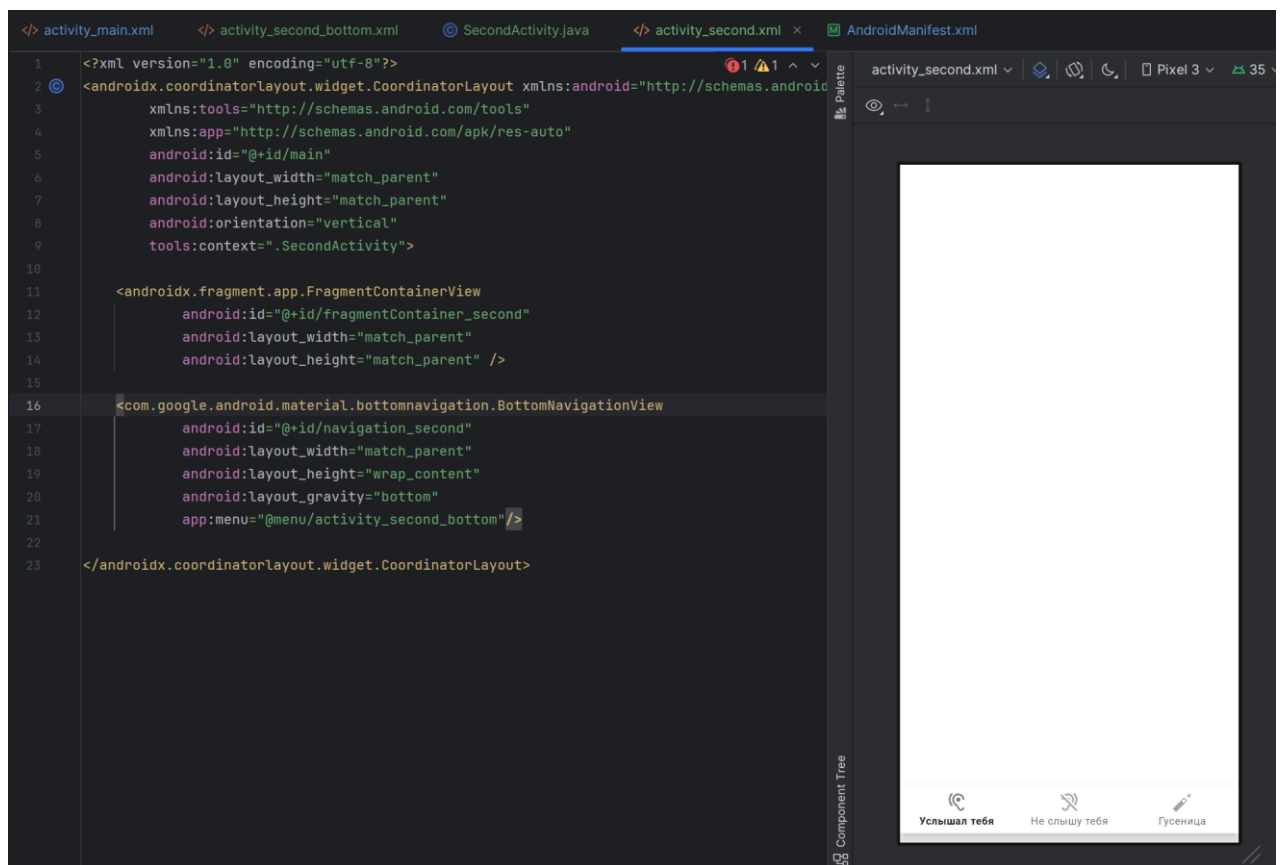 activity_main.xml
activity_second_bottom.xml
SecondActivity.java
activity_second.xml
AndroidManifest.xml
1 <?xml version="1.0" encoding="utf-8"?>
2 <androidx.coordinatorlayout.widget.CoordinatorLayout xmlns:android="http://schemas.android
3 xmlns:tools="http://schemas.android.com/tools"
4 xmlns:app="http://schemas.android.com/apk/res-auto"
5 android:id="@+id/main"
6 android:layout_width="match_parent"
7 android:layout_height="match_parent"
8 android:orientation="vertical"
9 tools:context=".SecondActivity">
10
11 <androidx.fragment.app.FragmentContainerView
12 android:id="@+id/fragmentContainer_second"
13 android:layout_width="match_parent"
14 android:layout_height="match_parent" />
15
16 <com.google.android.material.bottomnavigation.BottomNavigationView
17 android:id="@+id/navigation_second"
18 android:layout_width="match_parent"
19 android:layout_height="wrap_content"
20 android:layout_gravity="bottom"
21 app:menu="@menu/activity_second_bottom"/>
22
23 </androidx.coordinatorlayout.widget.CoordinatorLayout>
1 1
Palette
Component Tree
activity_second.xml
Pixel 3
35
Услышал тебя
Не слышу тебя
Гусеница